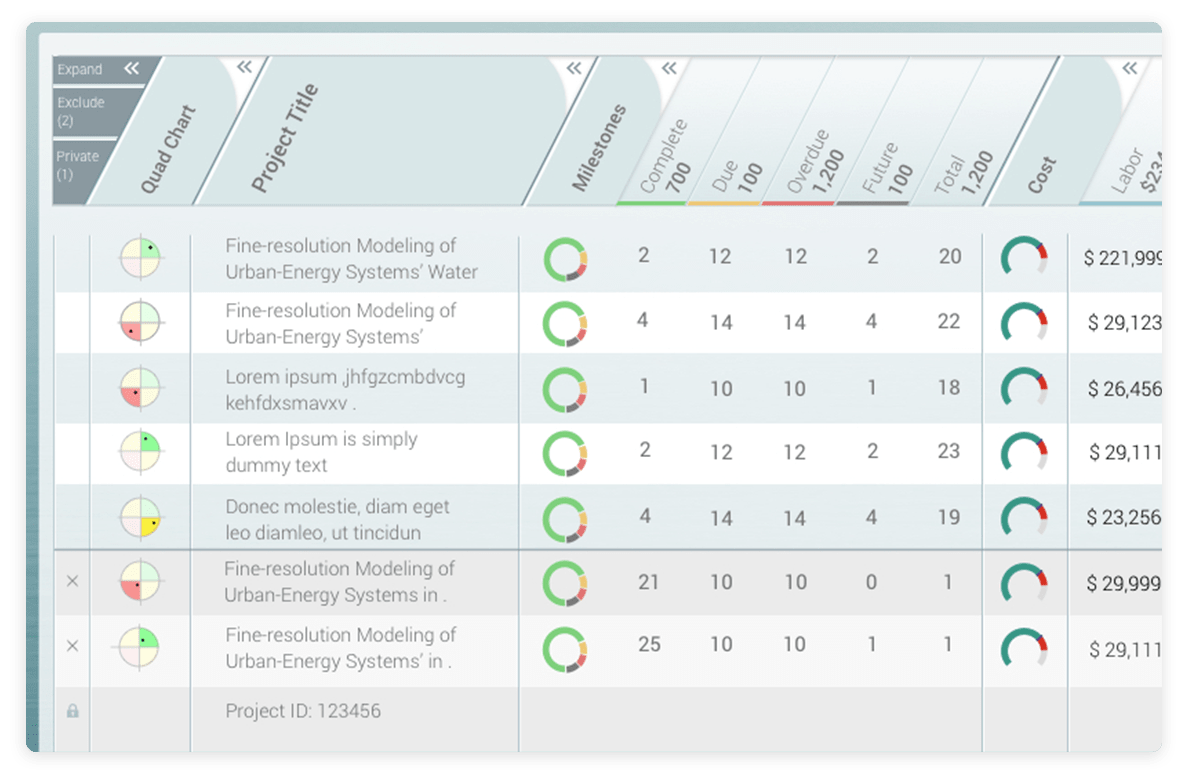 Expand
Exclude
(2)
Private
(1)
Quad Chart
Project Title
Milestones
Complete
700
Due
100
Overdue
1,200
Future
100
Total
1,200
Cost
Labor
Fine-resolution Modeling of
Urban-Energy Systems’ Water
2 12 12 2 20 $ 221,999
Fine-resolution Modeling of
Urban-Energy Systems’
4 14 14 4 22 $ 29,123
Lorem ipsum ,jhfgzcmbdvcg
kehfdxsmavxv .
1 10 10 1 18 $ 26,456
Lorem Ipsum is simply
dummy text
2 12 12 2 23 $ 29,111
Donec molestie, diam eget
leo diamleo, ut tincidun
4 14 14 4 19 $ 23,256
Fine-resolution Modeling of
Urban-Energy Systems in .
21 10 10 0 1 $ 29,999
Fine-resolution Modeling of
Urban-Energy Systems’ in .
25 10 10 1 1 $ 29,111
Project ID: 123456